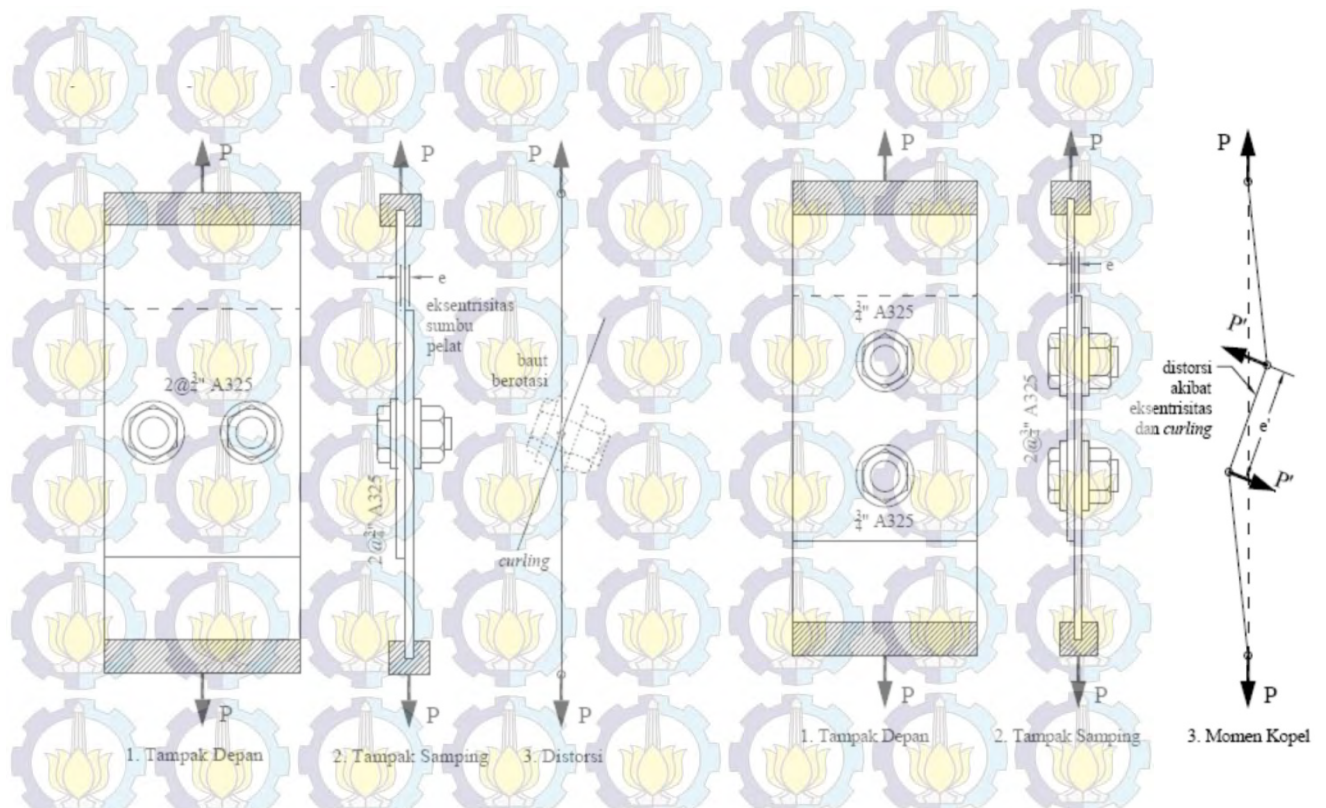 P
P
P
P
P
P
e
e
eksentrisitas
sumbu
pelat
baut
berotasi
2@¾" A325
2@¾" A325
curling
¾" A325
¾" A325
2@¾" A325
P'
distorsi
akibat
eksentrisitas
dan curling
e'
P'
P
P
P
P
P
P
1. Tampak Depan
2. Tampak Samping
3. Distorsi
1. Tampak Depan
2. Tampak Samping
3. Momen Kopel